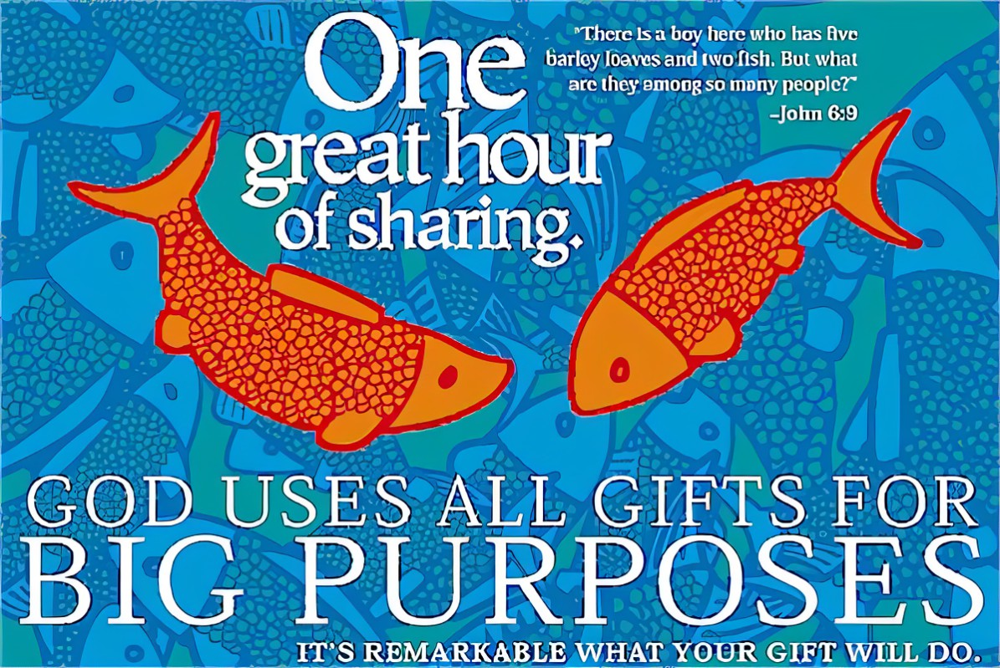 One
great hour
of sharing.
"There is a boy here who has five
barley loaves and two fish. But what
are they among so many people?"
–John 6:9
GOD USES ALL GIFTS FOR
BIG PURPOSES
IT'S REMARKABLE WHAT YOUR GIFT WILL DO.